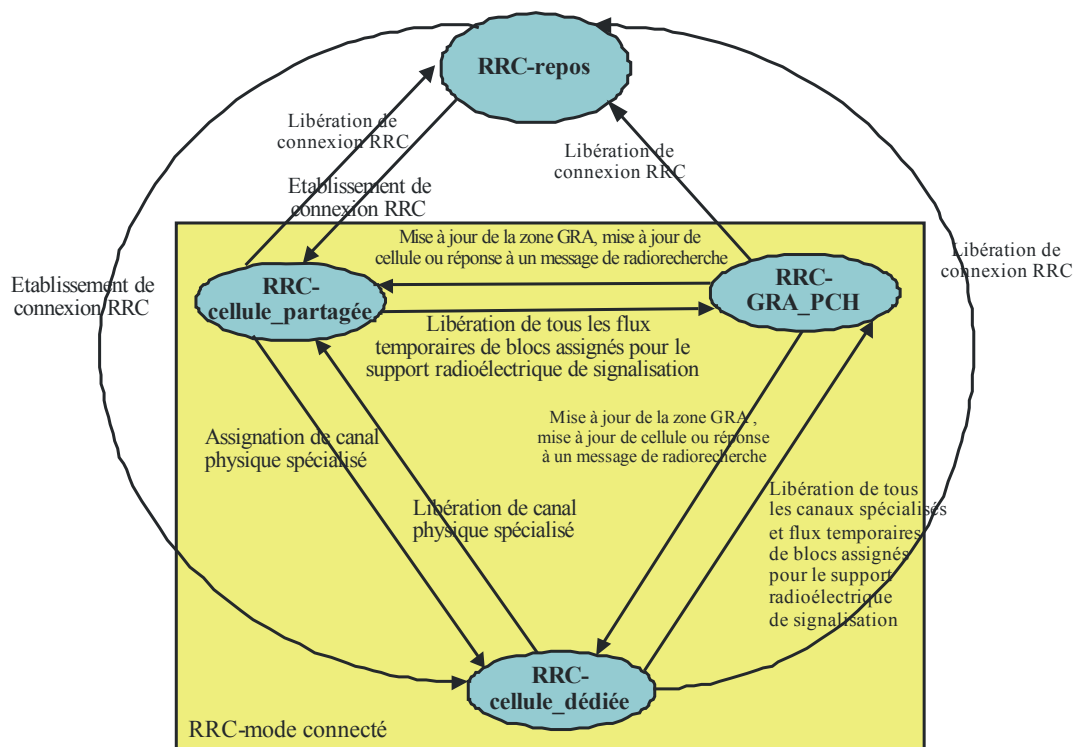 RRC-repos
Libération de
connexion RRC
Libération de
connexion RRC
Etablissement de
connexion RRC
Mise à jour de la zone GRA, mise à jour de
cellule ou réponse à un message de radiorecherche
Libération de
connexion RRC
Etablissement de
connexion RRC
RRC-
cellule_partagée
RRC-
GRA_PCH
Libération de tous les flux
temporaires de blocs assignés pour le
support radioélectrique de signalisation
Assignation de canal
physique spécialisé
Mise à jour de la zone GRA ,
mise à jour de cellule ou réponse
à un message de radiorecherche
Libération de canal
physique spécialisé
Libération de tous
les canaux spécialisés
et flux temporaires
de blocs assignés
pour le support
radioélectrique
de signalisation
RRC-
cellule_dédiée
RRC-mode connecté